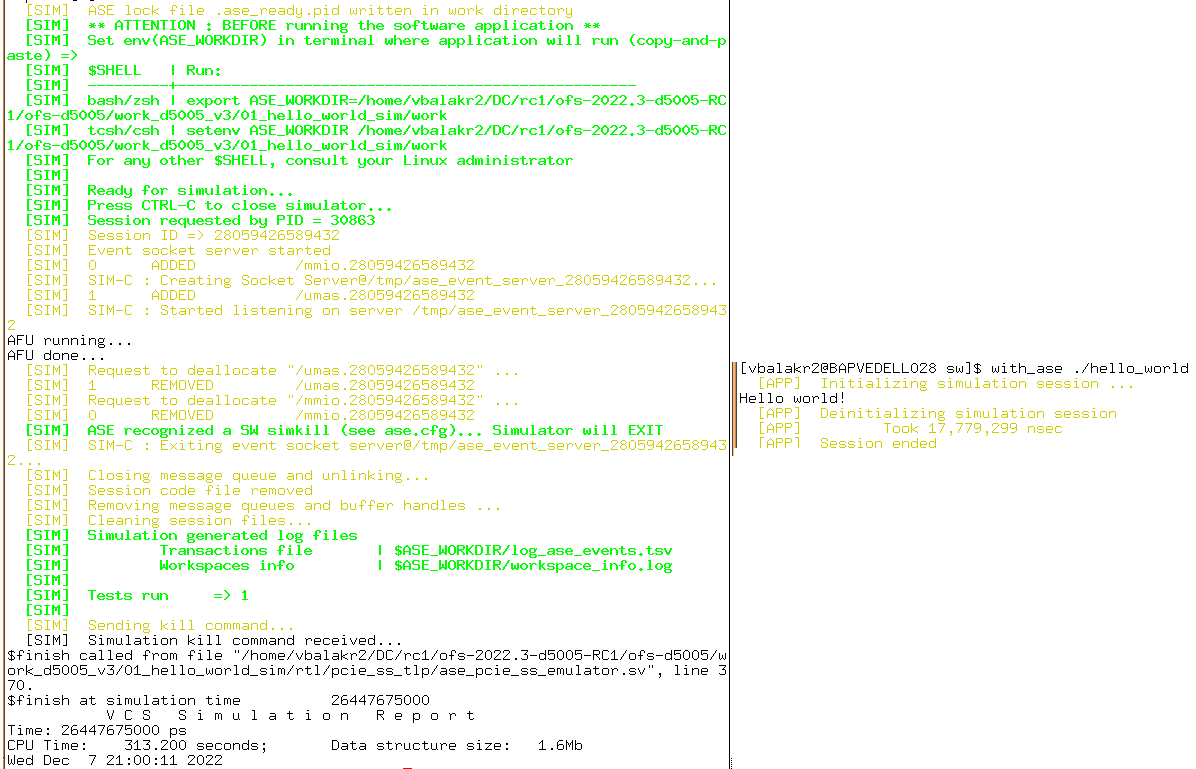 [SIM]  ASE lock file .ase_ready.pid written in work directory
[SIM]  ** ATTENTION : BEFORE running the software application **
[SIM]  Set env(ASE_WORKDIR) in terminal where application will run (copy-and-p
aste) =>
[SIM]  $SHELL   | Run:
[SIM]  ---------+---------------------------------------------------
[SIM]  bash/zsh | export ASE_WORKDIR=/home/vbalakr2/DC/rc1/ofs-2022.3-d5005-RC
1/ofs-d5005/work_d5005_v3/01_hello_world_sim/work
[SIM]  tcsh/csh | setenv ASE_WORKDIR /home/vbalakr2/DC/rc1/ofs-2022.3-d5005-RC
1/ofs-d5005/work_d5005_v3/01_hello_world_sim/work
[SIM]  For any other $SHELL, consult your Linux administrator
[SIM]
[SIM]  Ready for simulation...
[SIM]  Press CTRL-C to close simulator...
[SIM]  Session requested by PID = 30863
[SIM]  Session ID => 28059426589432
[SIM]  Event socket server started
[SIM]  0      ADDED           /mmio.28059426589432
[SIM]  SIM-C : Creating Socket Server@/tmp/ase_event_server_28059426589432...
[SIM]  1      ADDED           /umas.28059426589432
[SIM]  SIM-C : Started listening on server /tmp/ase_event_server_2805942658943
2
AFU running...
AFU done...
[SIM]  Request to deallocate "/umas.28059426589432" ...
[SIM]  1      REMOVED         /umas.28059426589432
[SIM]  Request to deallocate "/mmio.28059426589432" ...
[SIM]  0      REMOVED         /mmio.28059426589432
[SIM]  ASE recognized a SW simkill (see ase.cfg)... Simulator will EXIT
[SIM]  SIM-C : Exiting event socket server@/tmp/ase_event_server_2805942658943
2...
[SIM]  Closing message queue and unlinking...
[SIM]  Session code file removed
[SIM]  Removing message queues and buffer handles ...
[SIM]  Cleaning session files...
[SIM]  Simulation generated log files
[SIM]          Transactions file       | $ASE_WORKDIR/log_ase_events.tsv
[SIM]          Workspaces info         | $ASE_WORKDIR/workspace_info.log
[SIM]
[SIM]  Tests run     => 1
[SIM]
[SIM]  Sending kill command...
[SIM]  Simulation kill command received...
$finish called from file "/home/vbalakr2/DC/rc1/ofs-2022.3-d5005-RC1/ofs-d5005/w
ork_d5005_v3/01_hello_world_sim/rtl/pcie_ss_tlp/ase_pcie_ss_emulator.sv", line 3
70.
$finish at simulation time          26447675000
V C S   S i m u l a t i o n   R e p o r t
Time: 26447675000 ps
CPU Time:    313.200 seconds;       Data structure size:   1.6Mb
Wed Dec  7 21:00:11 2022
[vbalakr2@BAPVEDELL028 sw]$ with_ase ./hello_world
[APP]  Initializing simulation session ...
Hello world!
[APP]  Deinitializing simulation session
[APP]         Took 17,779,299 nsec
[APP]  Session ended